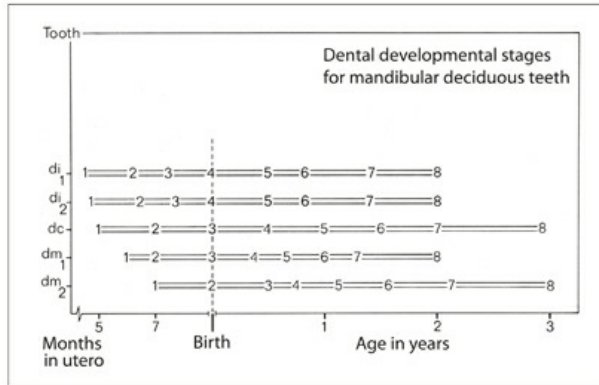 Tooth
Dental developmental stages
for mandibular deciduous teeth
di1 1 2 3 4 5 6 7 8
di2 1 2 3 4 5 6 7 8
dc 1 2 3 4 5 6 7 8
dm1 1 2 3 4 5 6 7 8
dm2 1 2 3 4 5 6 7 8
5 7 1 2 3
Months Birth Age in years
in utero